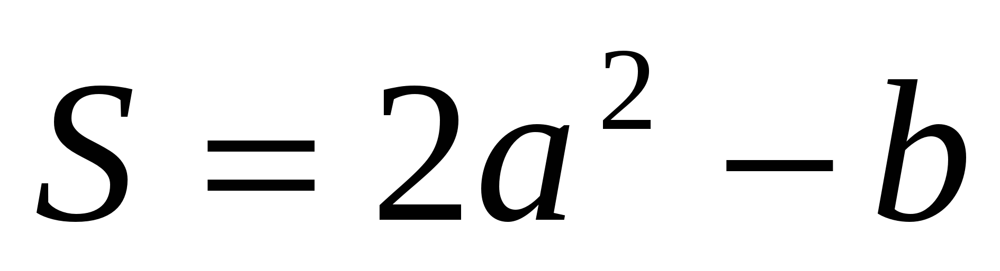 S = 2a² − b